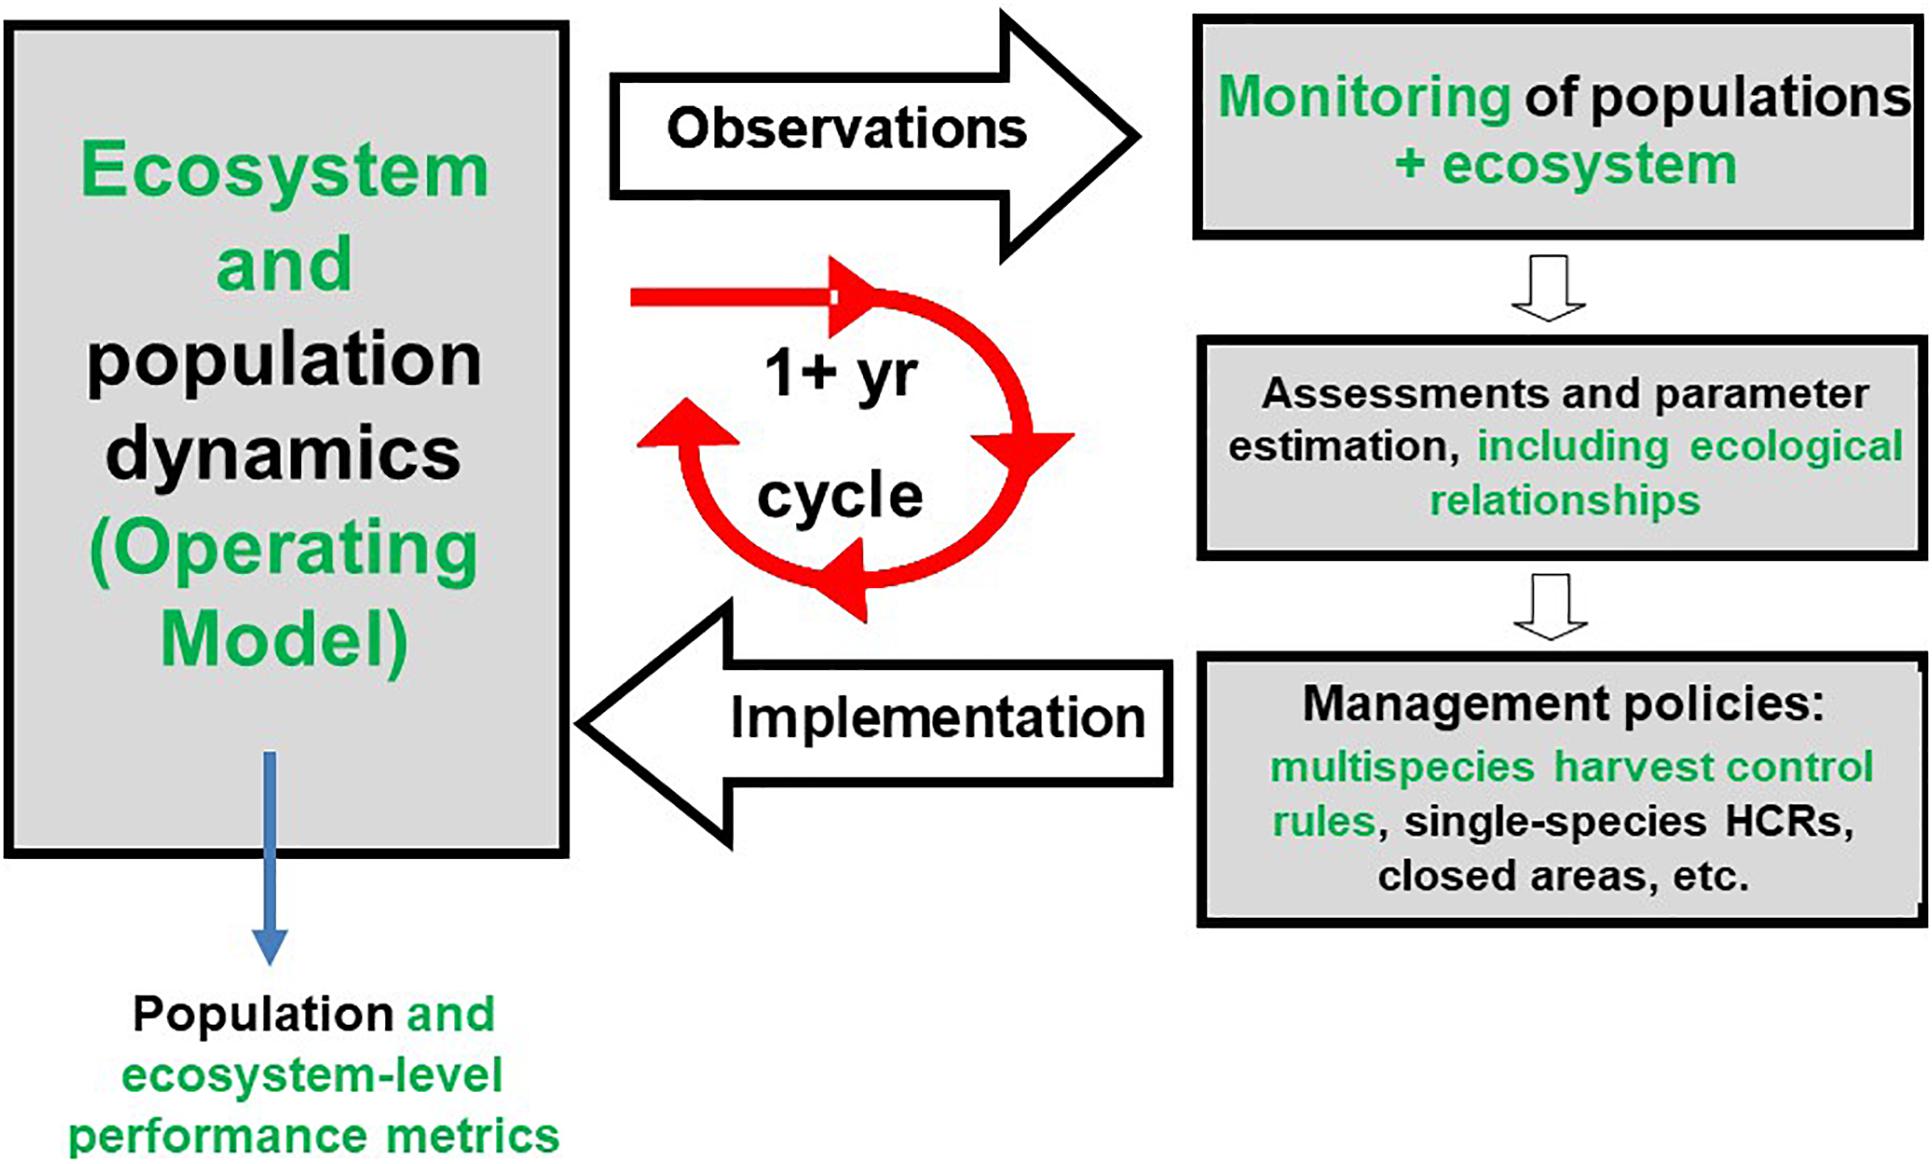 Ecosystem
and
population
dynamics
(Operating
Model)
Observations
1+ yr
cycle
Implementation
Monitoring of populations
+ ecosystem
Assessments and parameter
estimation, including ecological
relationships
Management policies:
multispecies harvest control
rules, single-species HCRs,
closed areas, etc.
Population and
ecosystem-level
performance metrics